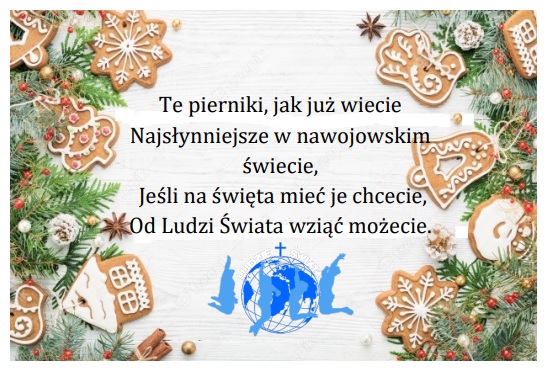 Te pierniki, jak już wiecie
Najsłynniejsze w nawojowskim
świecie,
Jeśli na święta mieć je chcecie,
Od Ludzi Świata wziąć możecie.